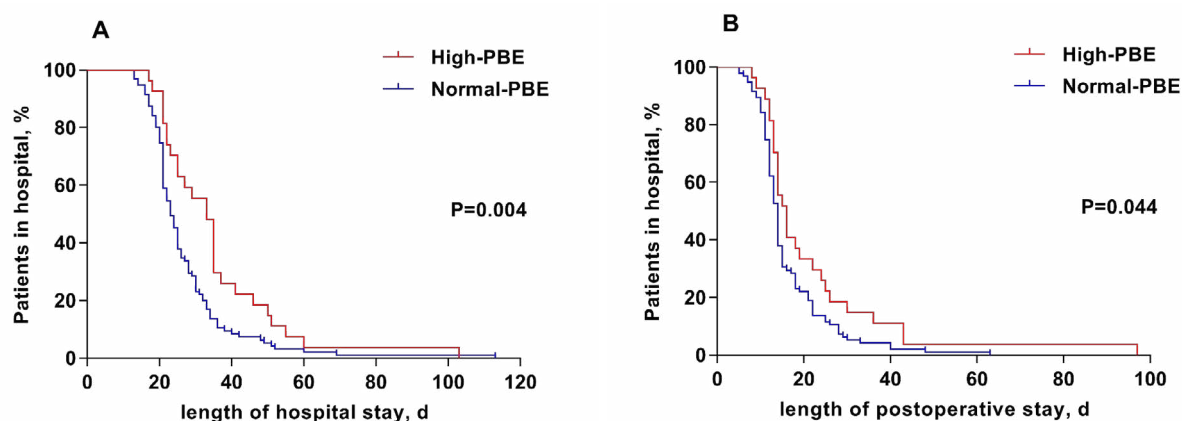 A
High-PBE
Normal-PBE
100
80
60
40
20
0
Patients in hospital, %
P=0.004
0 20 40 60 80 100 120
length of hospital stay, d
B
High-PBE
Normal-PBE
100
80
60
40
20
0
Patients in hospital, %
P=0.044
0 20 40 60 80 100
length of postoperative stay, d